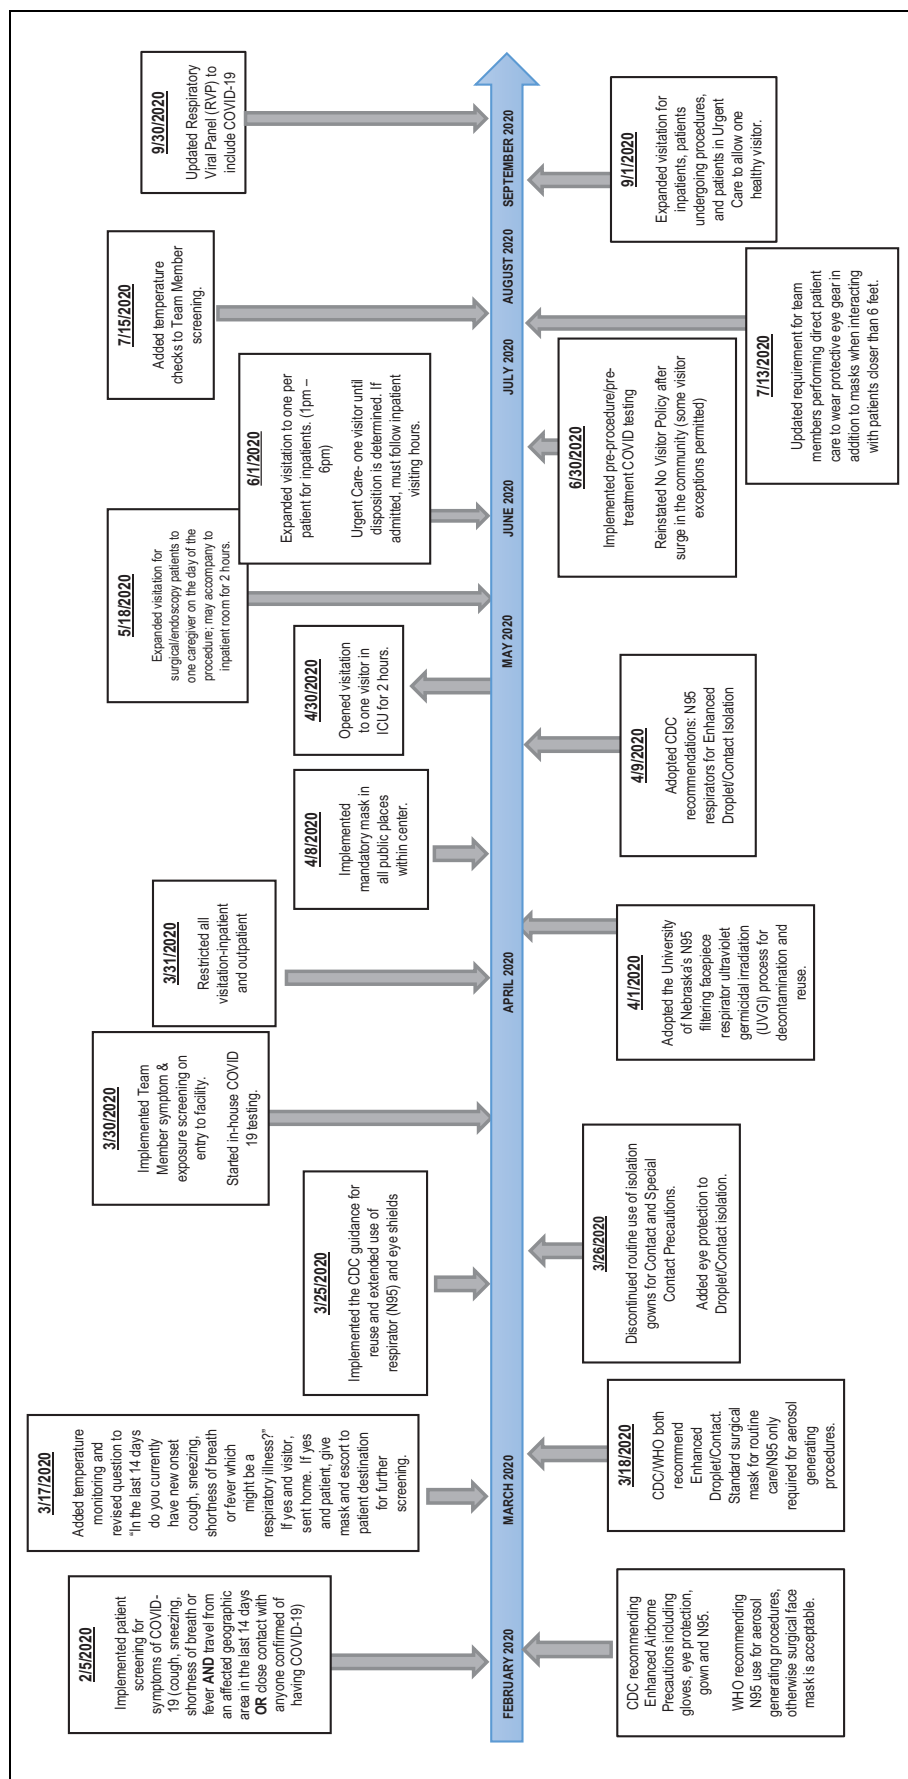 2/5/2020
Implemented patient
screening for
symptoms of COVID-
19 (cough, sneezing,
shortness of breath or
fever AND travel from
an affected geographic
area in the last 14 days
OR close contact with
anyone confirmed of
having COVID-19)
3/17/2020
Added temperature
monitoring and
revised question to
“In the last 14 days
do you currently
have new onset
cough, sneezing,
shortness of breath
or fever which
might be a
respiratory illness?”
If yes and visitor,
sent home. If yes
and patient, give
mask and escort to
patient destination
for further
screening.
3/25/2020
Implemented the CDC guidance for
reuse and extended use of
respirator (N95) and eye shields
3/30/2020
Implemented Team
Member symptom &
exposure screening on
entry to facility.
Started in-house COVID
19 testing.
3/31/2020
Restricted all
visitation-inpatient
and outpatient
4/8/2020
Implemented
mandatory mask in
all public places
within center.
4/30/2020
Opened visitation
to one visitor in
ICU for 2 hours.
5/18/2020
Expanded visitation for
surgical/endoscopy patients to
one caregiver on the day of the
procedure; may accompany to
inpatient room for 2 hours.
6/1/2020
Expanded visitation to one per
patient for inpatients. (1pm –
6pm)
Urgent Care- one visitor until
disposition is determined. If
admitted, must follow inpatient
visiting hours.
7/15/2020
Added temperature
checks to Team Member
screening.
9/30/2020
Updated Respiratory
Viral Panel (RVP) to
include COVID-19
FEBRUARY 2020
MARCH 2020
APRIL 2020
MAY 2020
JUNE 2020
JULY 2020
AUGUST 2020
SEPTEMBER 2020
CDC recommending
Enhanced Airborne
Precautions including
gloves, eye protection,
gown and N95.
WHO recommending
N95 use for aerosol
generating procedures,
otherwise surgical face
mask is acceptable.
3/18/2020
CDC/WHO both
recommend
Enhanced
Droplet/Contact.
Standard surgical
mask for routine
care/N95 only
required for aerosol
generating
procedures.
3/26/2020
Discontinued routine use of isolation
gowns for Contact and Special
Contact Precautions.
Added eye protection to
Droplet/Contact isolation.
4/1/2020
Adopted the University
of Nebraska's N95
filtering facepiece
respirator ultraviolet
germicidal irradiation
(UVGI) process for
decontamination and
reuse.
4/9/2020
Adopted CDC
recommendations: N95
respirators for Enhanced
Droplet/Contact Isolation
6/30/2020
Implemented pre-procedure/pre-
treatment COVID testing
Reinstated No Visitor Policy after
surge in the community (some visitor
exceptions permitted)
7/13/2020
Updated requirement for team
members performing direct patient
care to wear protective eye gear in
addition to masks when interacting
with patients closer than 6 feet.
9/1/2020
Expanded visitation for
inpatients, patients
undergoing procedures,
and patients in Urgent
Care to allow one
healthy visitor.